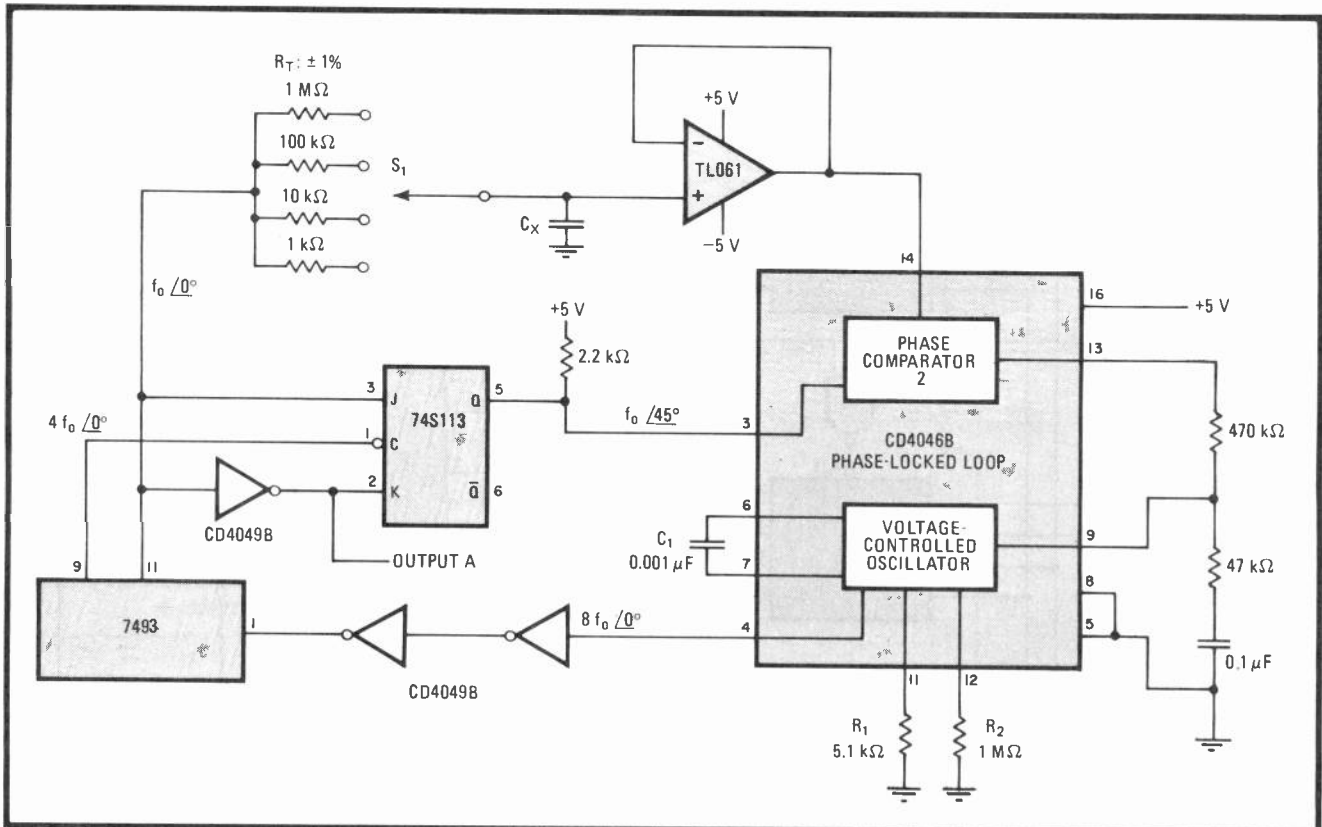 R_T: ± 1%
1 MΩ
100 kΩ
S_1
10 kΩ
1 kΩ
C_X
+5 V
−
TL061
+
−5 V
f_o /0°
14
16
+5 V
PHASE
COMPARATOR
2
13
+5 V
2.2 kΩ
3
J
Q
5
74S113
4 f_o /0°
1
C
2
K
Q̄
6
f_o /45°
3
CD4046B
PHASE-LOCKED LOOP
470 kΩ
CD4049B
OUTPUT A
C_1
0.001 μF
6
7
VOLTAGE-
CONTROLLED
OSCILLATOR
9
8
5
47 kΩ
0.1 μF
9
11
7493
1
CD4049B
8 f_o /0°
4
11
12
R_1
5.1 kΩ
R_2
1 MΩ